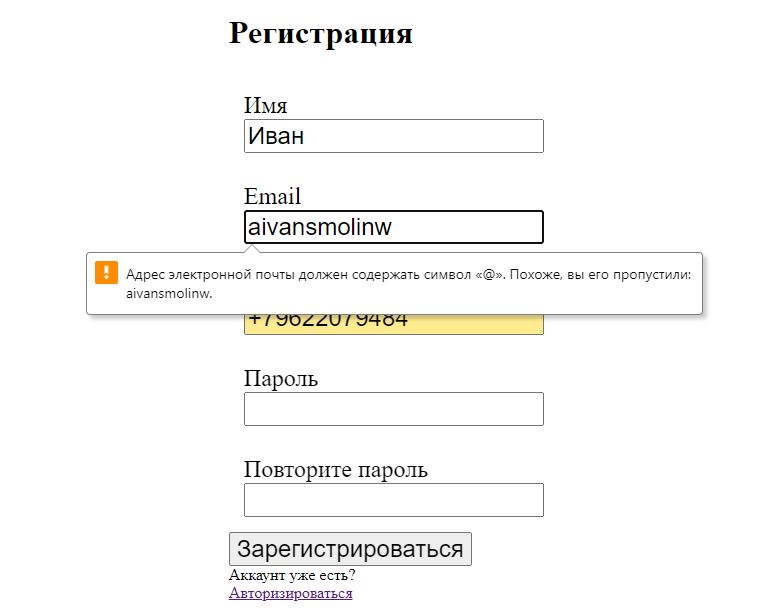 Регистрация
Имя
Иван
Email
aivansmolinw
Адрес электронной почты должен содержать символ «@». Похоже, вы его пропустили:
aivansmolinw.
+79622079484
Пароль
Повторите пароль
Зарегистрироваться
Аккаунт уже есть?
Авторизироваться